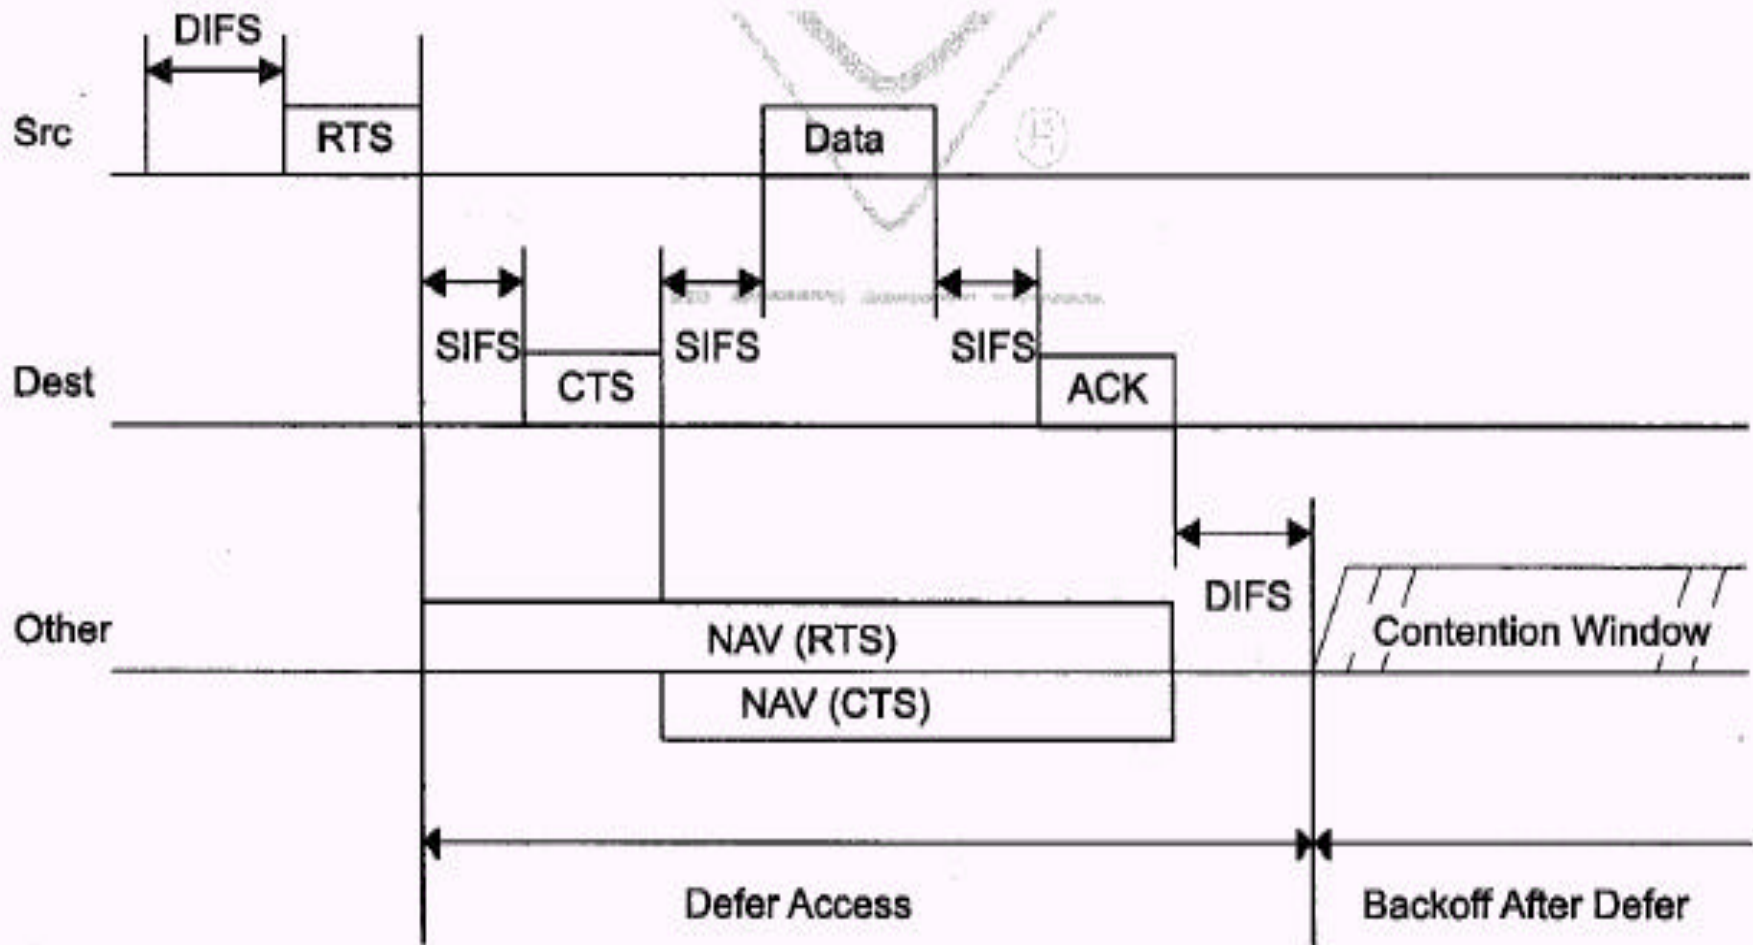 DIFS
Src
RTS
Data
SIFS
SIFS
SIFS
Dest
CTS
ACK
DIFS
Other
NAV (RTS)
Contention Window
NAV (CTS)
Defer Access
Backoff After Defer